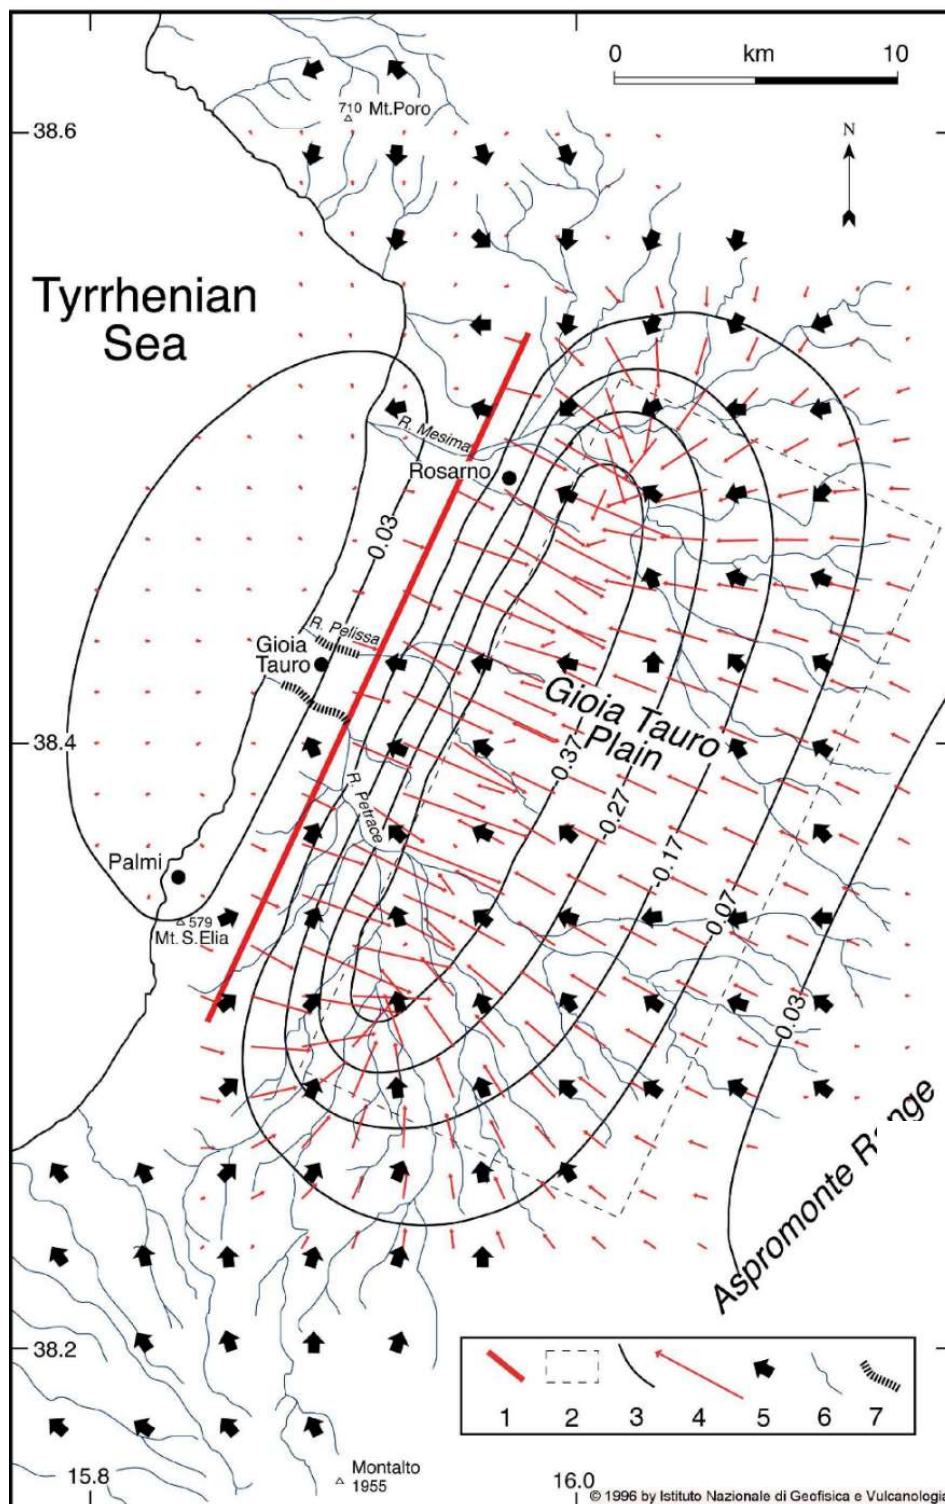 0 km 10
710 Mt.Poro
38.6
N
Tyrrhenian
Sea
R. Mesima
Rosarno
0.03
R. Pelissa
Gioia
Tauro
Gioia Tauro
Plain
38.4
-0.37
-0.27
R. Petrace
-0.17
Palmi
-0.07
579
Mt. S.Elia
0.03
Aspromonte R nge
38.2
1 2 3 4 5 6 7
15.8
Montalto
1955
16.0
© 1996 by Istituto Nazionale di Geofisica e Vulcanologia